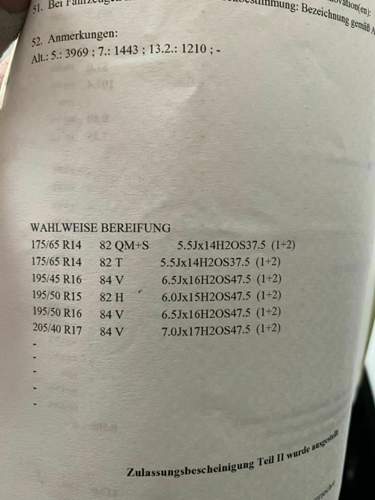 51. Bei Fahrzeugen
bestimmung: Bezeichnung gemäß A
52. Anmerkungen:
Alt.: 5.: 3969 ; 7.: 1443 ; 13.2.: 1210 ; -
WAHLWEISE BEREIFUNG
175/65 R14 82 QM+S 5.5Jx14H2OS37.5 (1+2)
175/65 R14 82 T 5.5Jx14H2OS37.5 (1+2)
195/45 R16 84 V 6.5Jx16H2OS47.5 (1+2)
195/50 R15 82 H 6.0Jx15H2OS47.5 (1+2)
195/50 R16 84 V 6.5Jx16H2OS47.5 (1+2)
205/40 R17 84 V 7.0Jx17H2OS47.5 (1+2)
-
-
-
-
-
Zulassungsbescheinigung Teil II wurde ausgestellt